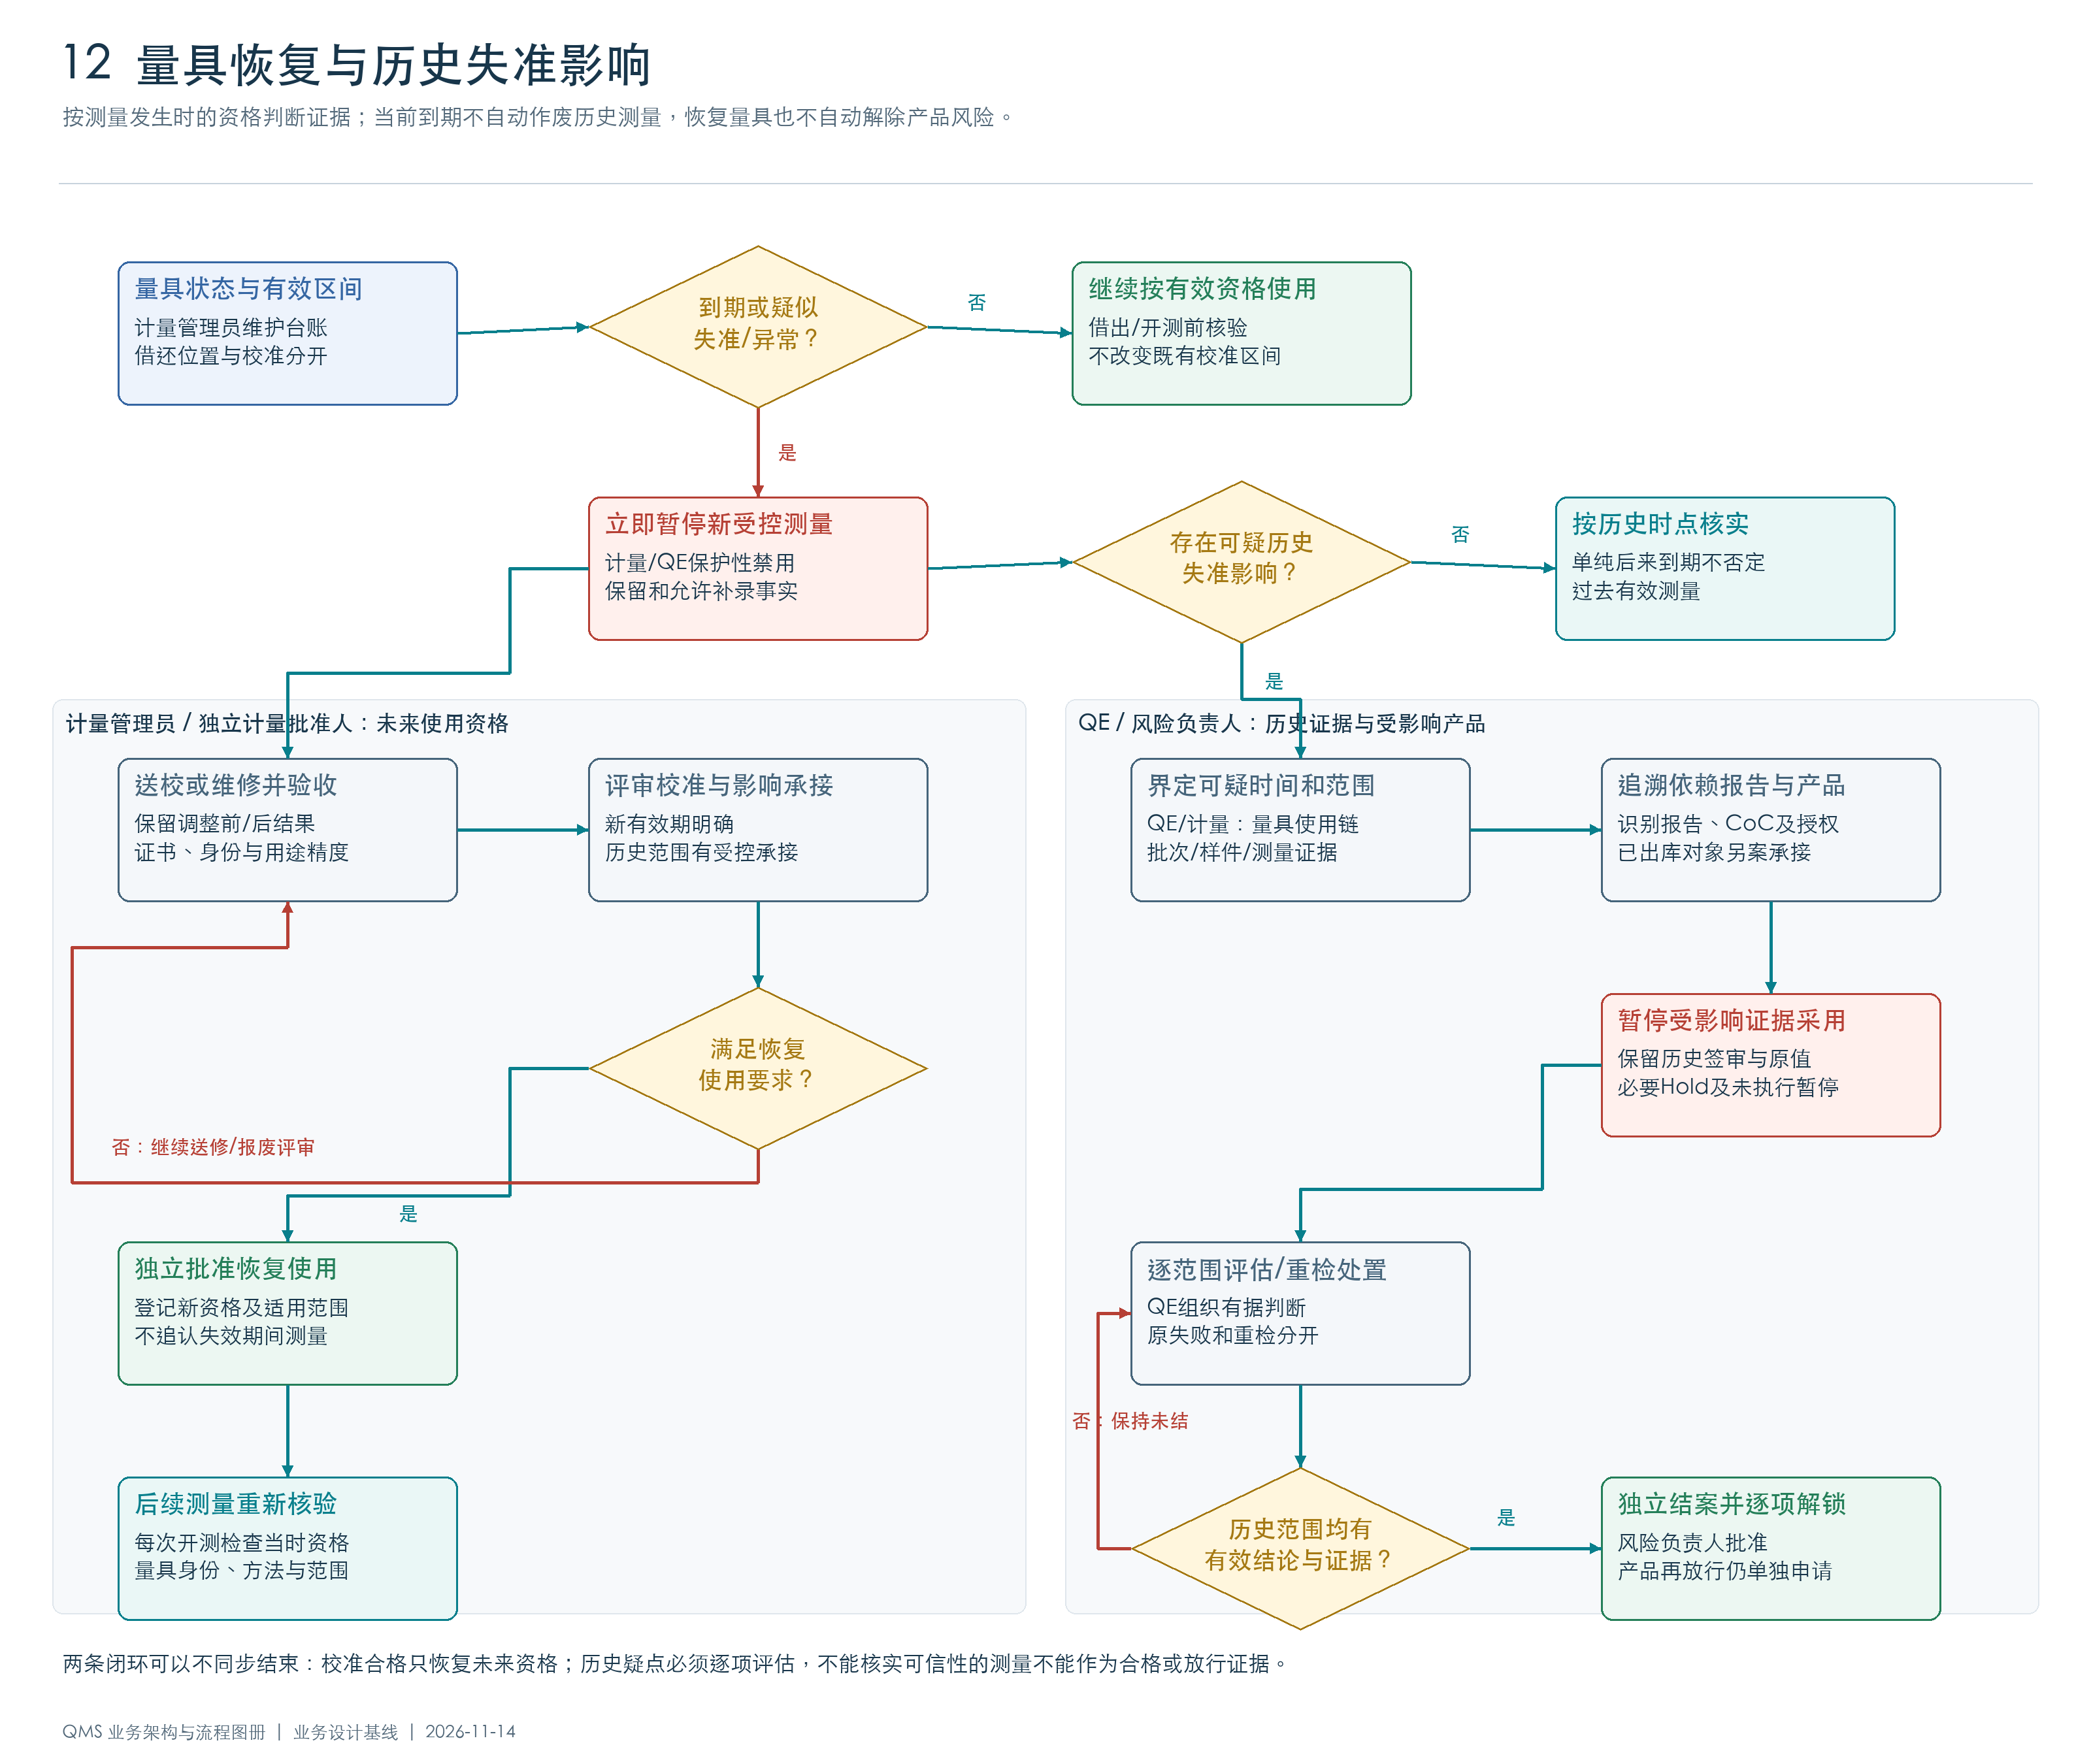 12 量具恢复与历史失准影响
按测量发生时的资格判断证据；当前到期不自动作废历史测量，恢复量具也不自动解除产品风险。
量具状态与有效区间
计量管理员维护台账
借还位置与校准分开
到期或疑似
失准/异常？
否
继续按有效资格使用
借出/开测前核验
不改变既有校准区间
是
立即暂停新受控测量
计量/QE保护性禁用
保留和允许补录事实
存在可疑历史
失准影响？
否
按历史时点核实
单纯后来到期不否定
过去有效测量
是
计量管理员 / 独立计量批准人：未来使用资格
送校或维修并验收
保留调整前/后结果
证书、身份与用途精度
评审校准与影响承接
新有效期明确
历史范围有受控承接
满足恢复
使用要求？
否：继续送修/报废评审
是
独立批准恢复使用
登记新资格及适用范围
不追认失效期间测量
后续测量重新核验
每次开测检查当时资格
量具身份、方法与范围
QE / 风险负责人：历史证据与受影响产品
界定可疑时间和范围
QE/计量：量具使用链
批次/样件/测量证据
追溯依赖报告与产品
识别报告、CoC及授权
已出库对象另案承接
暂停受影响证据采用
保留历史签审与原值
必要Hold及未执行暂停
逐范围评估/重检处置
QE组织有据判断
原失败和重检分开
否：保持未结
历史范围均有
有效结论与证据？
是
独立结案并逐项解锁
风险负责人批准
产品再放行仍单独申请
两条闭环可以不同步结束：校准合格只恢复未来资格；历史疑点必须逐项评估，不能核实可信性的测量不能作为合格或放行证据。
QMS 业务架构与流程图册 | 业务设计基线 | 2026-11-14